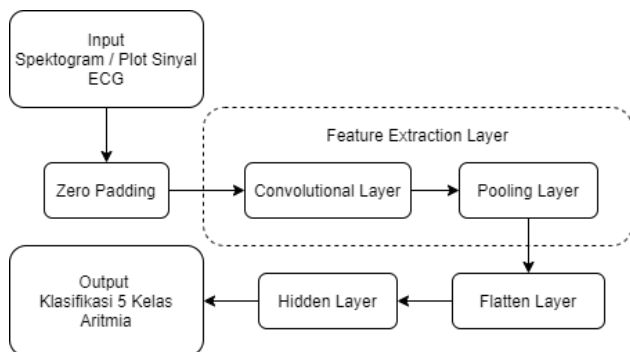 Input
Spektogram / Plot Sinyal
ECG
Feature Extraction Layer
Zero Padding
Convolutional Layer
Pooling Layer
Output
Klasifikasi 5 Kelas
Aritmia
Hidden Layer
Flatten Layer